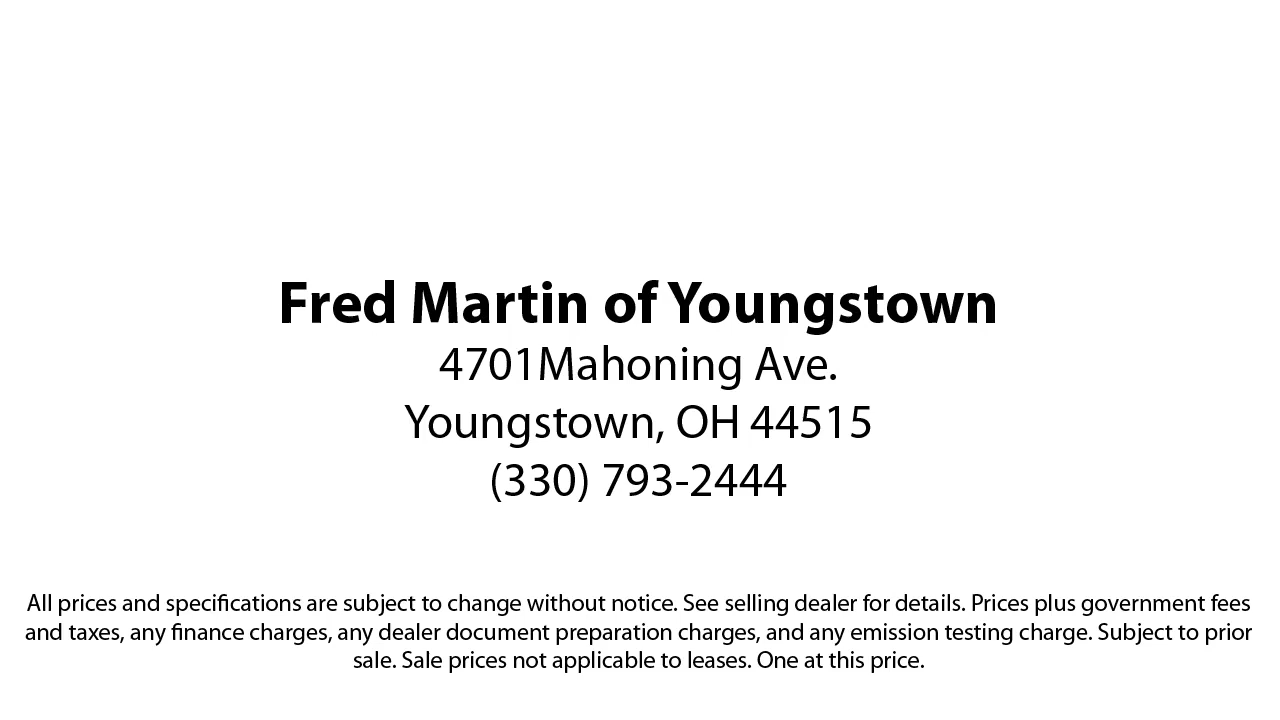 Fred Martin of Youngstown
4701Mahoning Ave.
Youngstown, OH 44515
(330) 793-2444
All prices and specifications are subject to change without notice. See selling dealer for details. Prices plus government fees
and taxes, any finance charges, any dealer document preparation charges, and any emission testing charge. Subject to prior
sale. Sale prices not applicable to leases. One at this price.